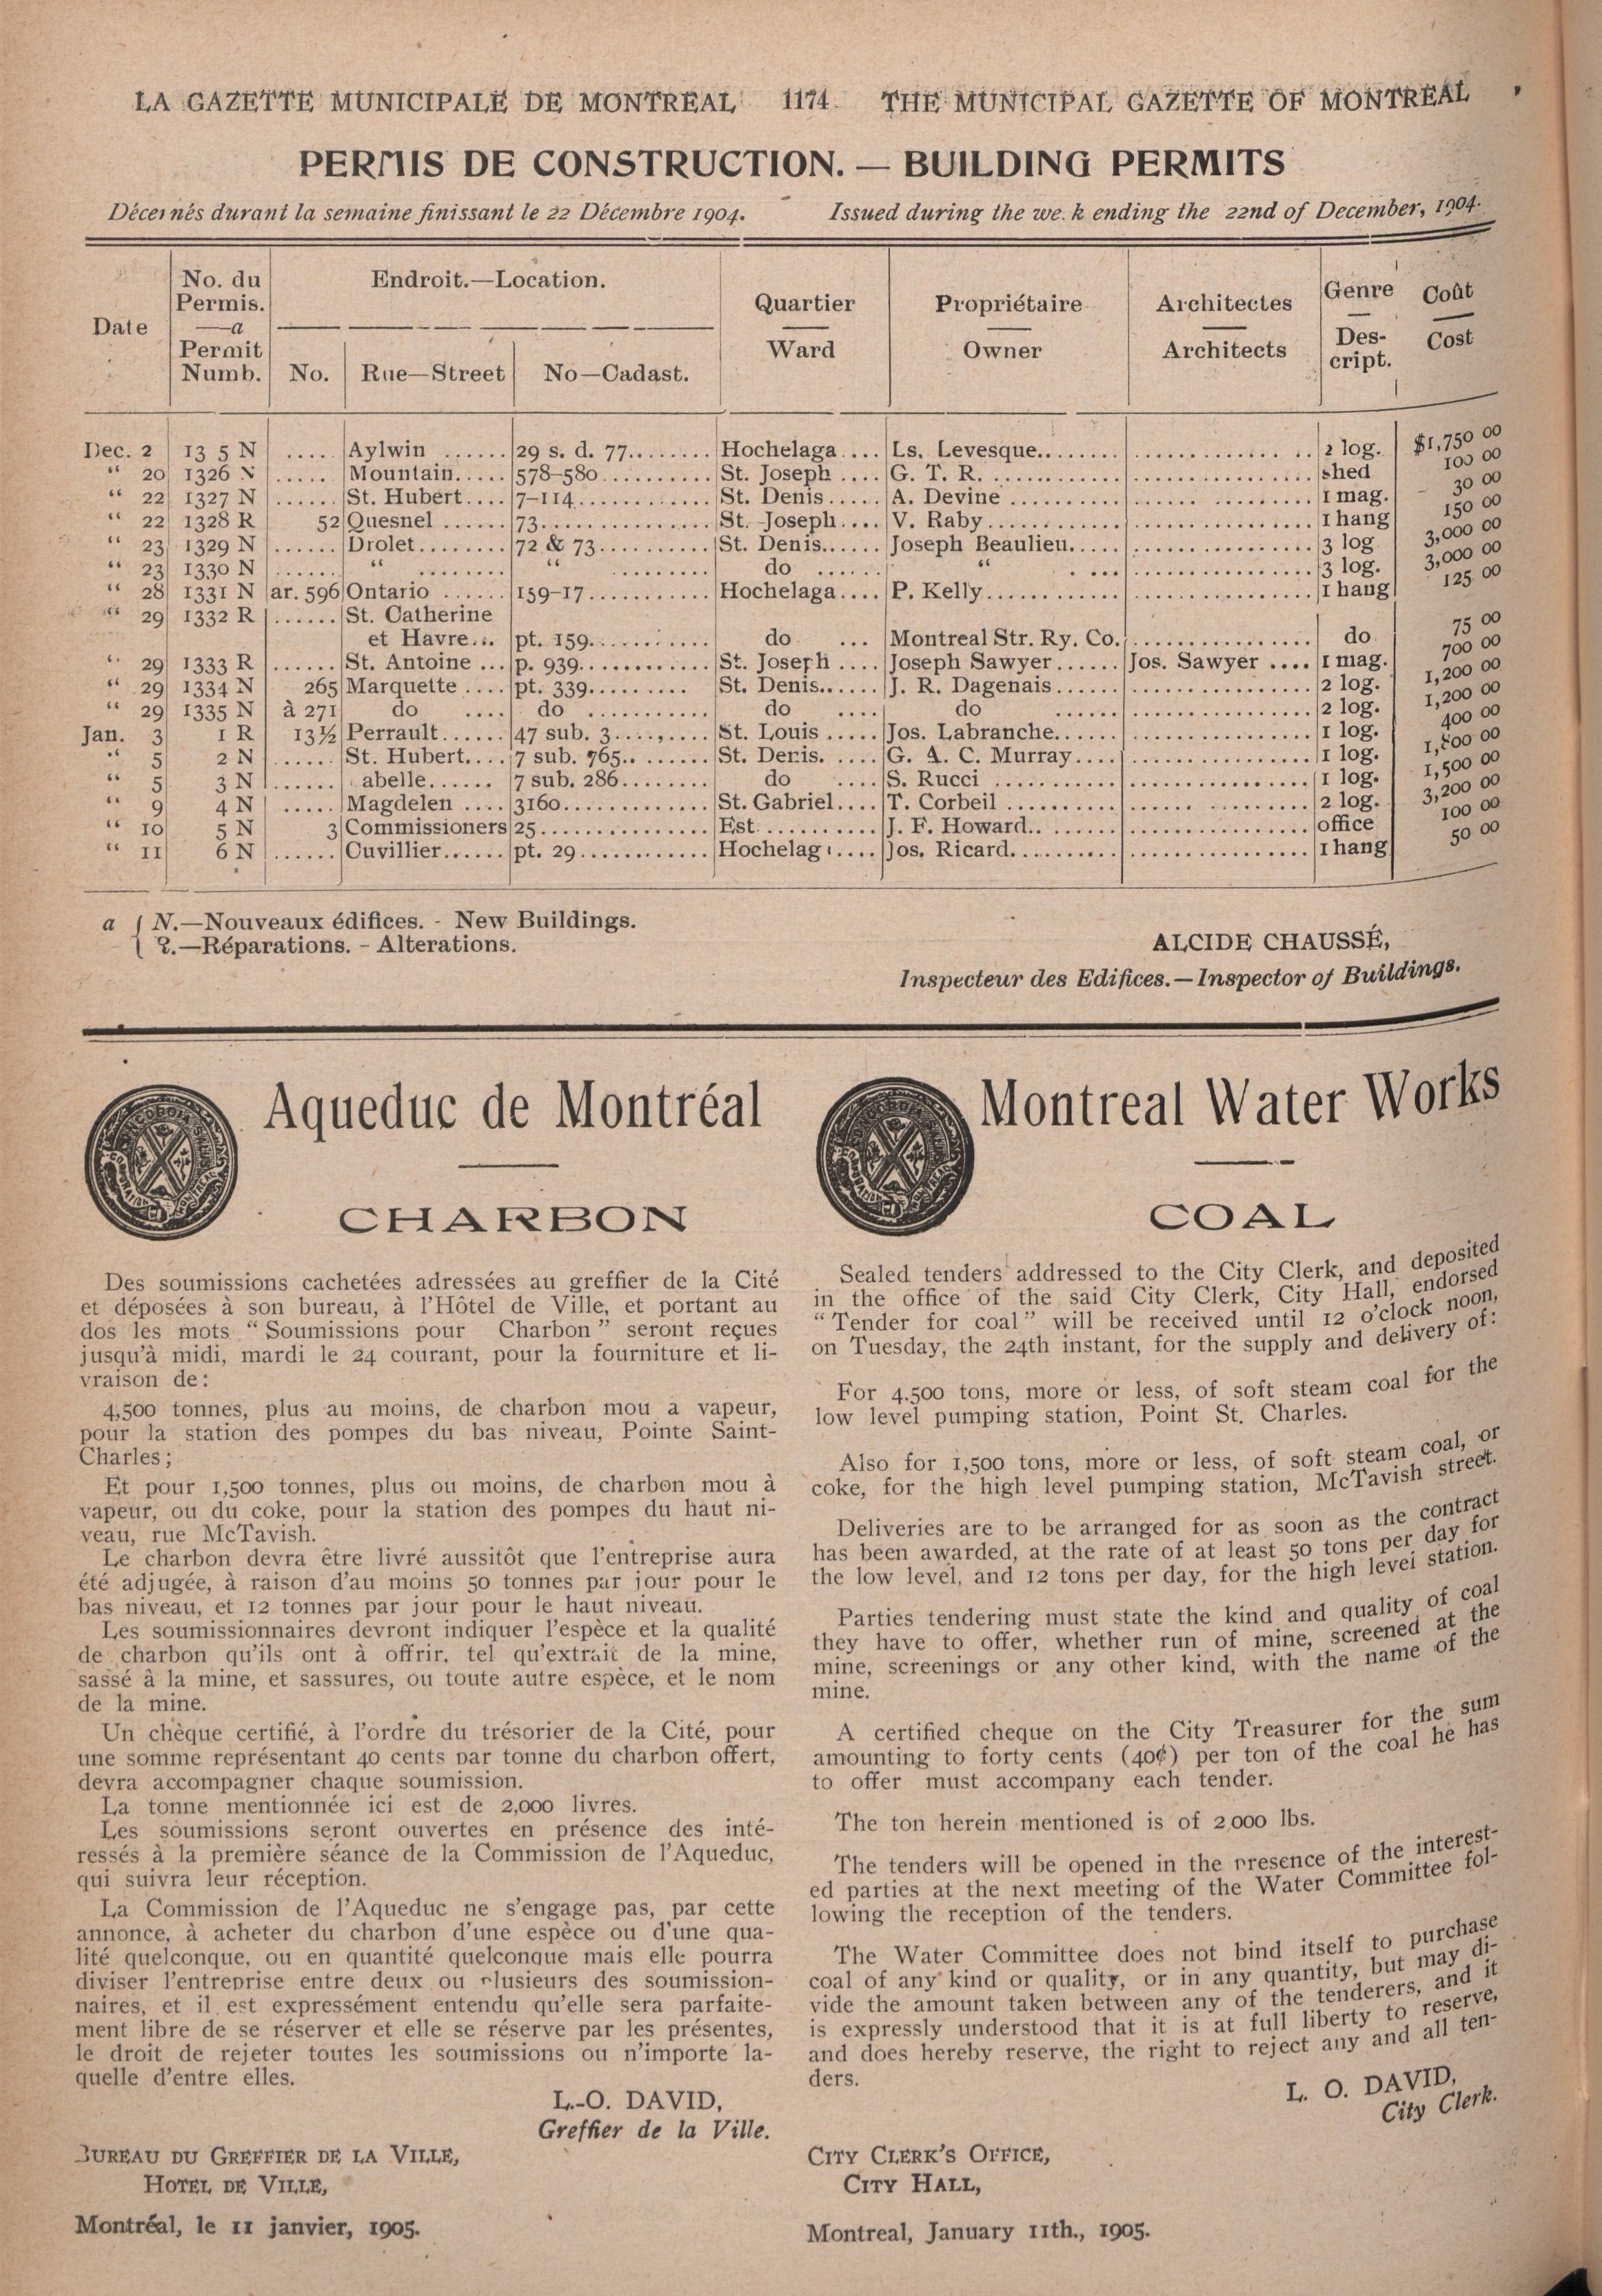 LA GAZETTE MUNICIPALE DE MONTREAL 1174 THE MUNICIPAL GAZETTE OF MONTREAL
PERMIS DE CONSTRUCTION. — BUILDING PERMITS
Décernés durant la semaine finissant le 22 Décembre 1904. Issued during the we.k ending the 22nd of December, 1904.
Date
No. du Permis. —a Permit Numb.
Endroit.—Location.
No. Rue—Street No—Cadast.
Quartier Ward
Propriétaire Owner
Architectes Architects
Genre Des-cript.
Coût Cost
Dec. 2 13 5 N ..... Aylwin ...... 29 s. d. 77........ Hochelaga.... Ls. Levesque......... ................ 2 log. $1,750 00
“ 20 1326 N ..... Mountain..... 578-580.......... St. Joseph .... G. T. R. ............ ................ shed 100 00
“ 22 1327 N ...... St. Hubert.... 7-114............ St. Denis..... A. Devine .......... ................ 1 mag. 30 00
“ 22 1328 R 52 Quesnel ...... 73............... St. Joseph.... V. Raby............ ................ 1 hang 150 00
“ 23 1329 N ...... Drolet........ 72 & 73.......... St. Denis...... Joseph Beaulieu..... ................ 3 log 3,000 00
“ 23 1330 N ...... “ ........ “ ......... do ...... “ .... ................ 3 log. 3,000 00
“ 28 1331 N ar. 596 Ontario ...... 159-17........... Hochelaga.... P. Kelly............ ................ 1 hang 125 00
“ 29 1332 R ...... St. Catherine
et Havre... pt. 159.......... do ... Montreal Str. Ry. Co. ................ do 75 00
“ 29 1333 R ...... St. Antoine ... p. 939........... St. Joseph .... Joseph Sawyer...... Jos. Sawyer .... 1 mag. 700 00
“ 29 1334 N 265 Marquette .... pt. 339......... St. Denis...... J. R. Dagenais...... ................ 2 log. 1,200 00
“ 29 1335 N à 271 do .... do ........... do .... do ...... ................ 2 log. 1,200 00
Jan. 3 1 R 13½ Perrault...... 47 sub. 3......... St. Louis ..... Jos. Labranche...... ................ 1 log. 400 00
“ 5 2 N ...... St. Hubert.... 7 sub. 765........ St. Denis. .... G. A. C. Murray.... ................ 1 log. 00
“ 5 3 N ...... abelle...... 7 sub. 286........ do .... S. Rucci .......... ................ 1 log. 1,500 00
“ 9 4 N ..... Magdelen .... 3160............. St. Gabriel.... T. Corbeil .......... ................ 2 log. 3,200 00
“ 10 5 N 3 Commissioners 25............... Est........... J. F. Howard........ ................ office 100 00
“ 11 6 N ...... Cuvillier...... pt. 29............ Hochelag .... Jos. Ricard.......... ................ 1 hang 50 00
a { N.—Nouveaux édifices. - New Buildings.
R.—Réparations. - Alterations.
ALCIDE CHAUSSÉ,
Inspecteur des Edifices.—Inspector of Buildings.
Aqueduc de Montréal
CHARBON
Des soumissions cachetées adressées au greffier de la Cité
et déposées à son bureau, à l'Hôtel de Ville, et portant au
dos les mots “ Soumissions pour Charbon ” seront reçues
jusqu'à midi, mardi le 24 courant, pour la fourniture et li-
vraison de:
4,500 tonnes, plus au moins, de charbon mou à vapeur,
pour la station des pompes du bas niveau, Pointe Saint-
Charles;
Et pour 1,500 tonnes, plus ou moins, de charbon mou à
vapeur, ou du coke, pour la station des pompes du haut ni-
veau, rue McTavish.
Le charbon devra être livré aussitôt que l'entreprise aura
été adjugée, à raison d'au moins 50 tonnes par jour pour le
bas niveau, et 12 tonnes par jour pour le haut niveau.
Les soumissionnaires devront indiquer l'espèce et la qualité
de charbon qu'ils ont à offrir, tel qu'extrait de la mine,
sassé à la mine, et sassures, ou toute autre espèce, et le nom
de la mine.
Un chèque certifié, à l'ordre du trésorier de la Cité, pour
une somme représentant 40 cents par tonne du charbon offert,
devra accompagner chaque soumission.
La tonne mentionnée ici est de 2,000 livres.
Les soumissions seront ouvertes en présence des inté-
ressés à la première séance de la Commission de l'Aqueduc,
qui suivra leur réception.
La Commission de l'Aqueduc ne s'engage pas, par cette
annonce, à acheter du charbon d'une espèce ou d'une qua-
lité quelconque, ou en quantité quelconque mais elle pourra
diviser l'entreprise entre deux ou plusieurs des soumission-
naires, et il est expressément entendu qu'elle sera parfaite-
ment libre de se réserver et elle se réserve par les présentes,
le droit de rejeter toutes les soumissions ou n'importe la-
quelle d'entre elles.
L.-O. DAVID,
Greffier de la Ville.
BUREAU DU GREFFIER DE LA VILLE,
HOTEL DE VILLE,
Montréal, le 11 janvier, 1905.
Montreal Water Works
COAL
Sealed tenders addressed to the City Clerk, and deposited
in the office of the said City Clerk, City Hall, endorsed
“Tender for coal” will be received until 12 o'clock noon,
on Tuesday, the 24th instant, for the supply and delivery of:
For 4.500 tons, more or less, of soft steam coal for the
low level pumping station, Point St. Charles.
Also for 1,500 tons, more or less, of soft steam coal, or
coke, for the high level pumping station, McTavish street.
Deliveries are to be arranged for as soon as the contract
has been awarded, at the rate of at least 50 tons per day for
the low level, and 12 tons per day, for the high level station.
Parties tendering must state the kind and quality of coal
they have to offer, whether run of mine, screened at the
mine, screenings or any other kind, with the name of the
mine.
A certified cheque on the City Treasurer for the sum
amounting to forty cents (40¢) per ton of the coal he has
to offer must accompany each tender.
The ton herein mentioned is of 2,000 lbs.
The tenders will be opened in the presence of the interest-
ed parties at the next meeting of the Water Committee fol-
lowing the reception of the tenders.
The Water Committee does not bind itself to purchase
coal of any kind or quality, or in any quantity, but may di-
vide the amount taken between any of the tenderers, and it
is expressly understood that it is at full liberty to reserve,
and does hereby reserve, the right to reject any and all ten-
ders.
L. O. DAVID,
City Clerk.
CITY CLERK'S OFFICE,
CITY HALL,
Montreal, January 11th., 1905.